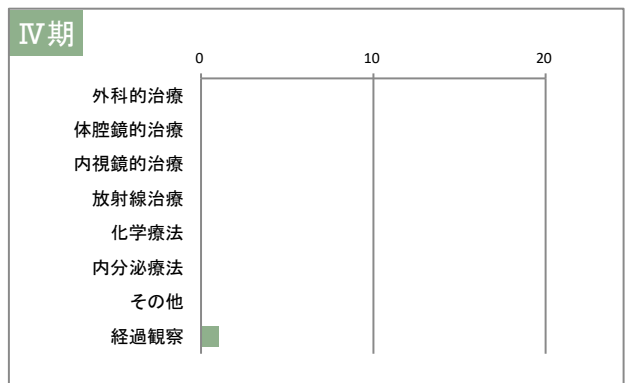 Ⅳ期
0 10 20
外科的治療
体腔鏡的治療
内視鏡的治療
放射線治療
化学療法
内分泌療法
その他
経過観察